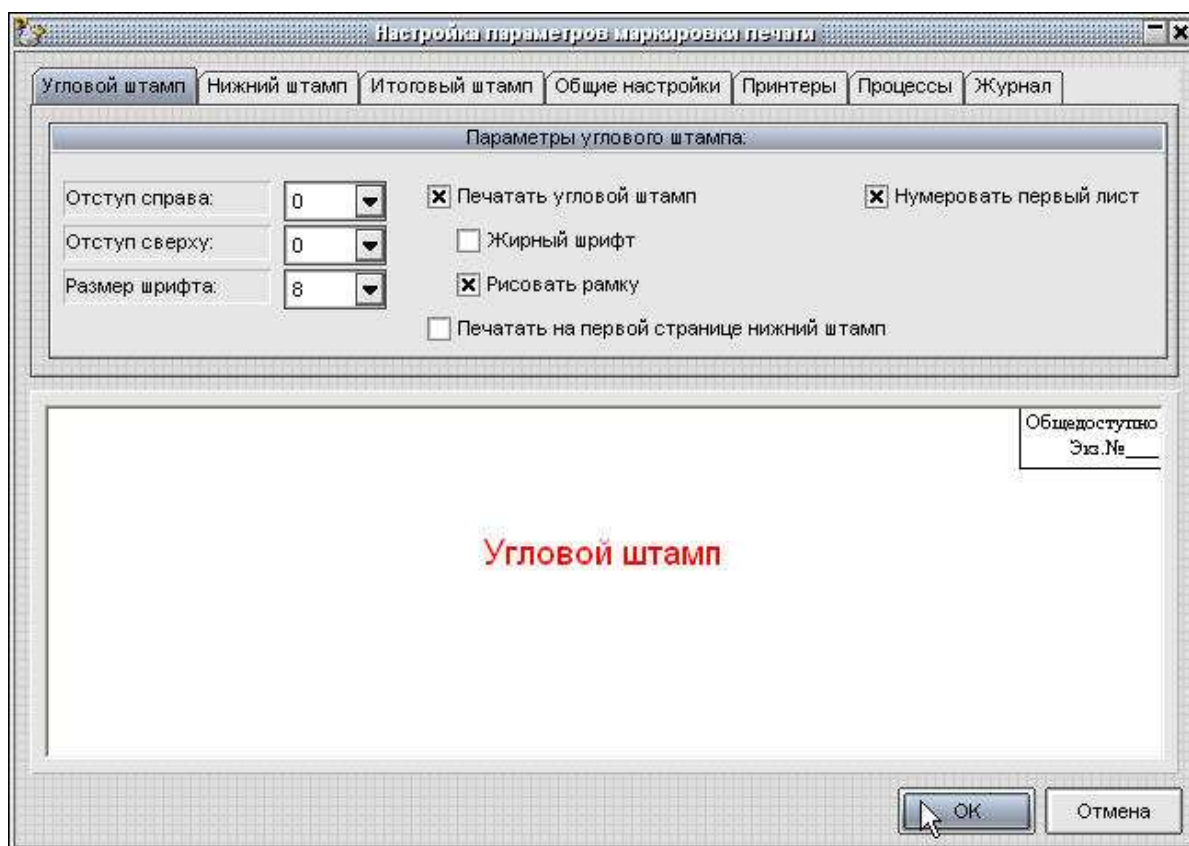 Настройка параметров маркировки печати
Угловой штамп Нижний штамп Итоговый штамп Общие настройки Принтеры Процессы Журнал
Параметры углового штампа:
Отступ справа: 0 Печатать угловой штамп Нумеровать первый лист
Отступ сверху: 0 Жирный шрифт
Размер шрифта: 8 Рисовать рамку
Печатать на первой странице нижний штамп
Общедоступно
Экз.№___
Угловой штамп
OK Отмена